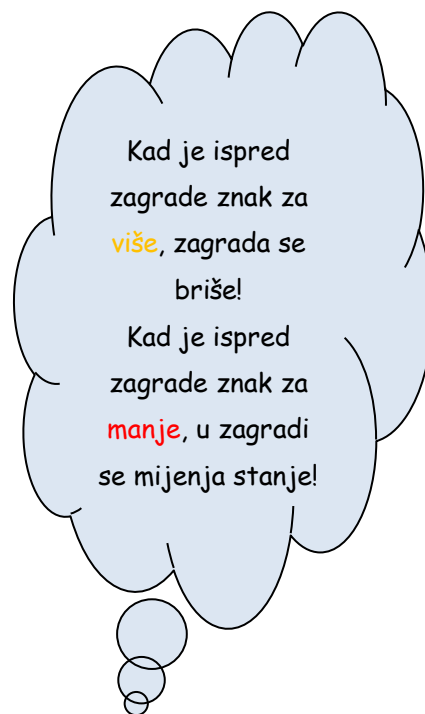 Kad je ispred
zagrade znak za
više, zagrada se
briše!
Kad je ispred
zagrade znak za
manje, u zagradi
se mijenja stanje!